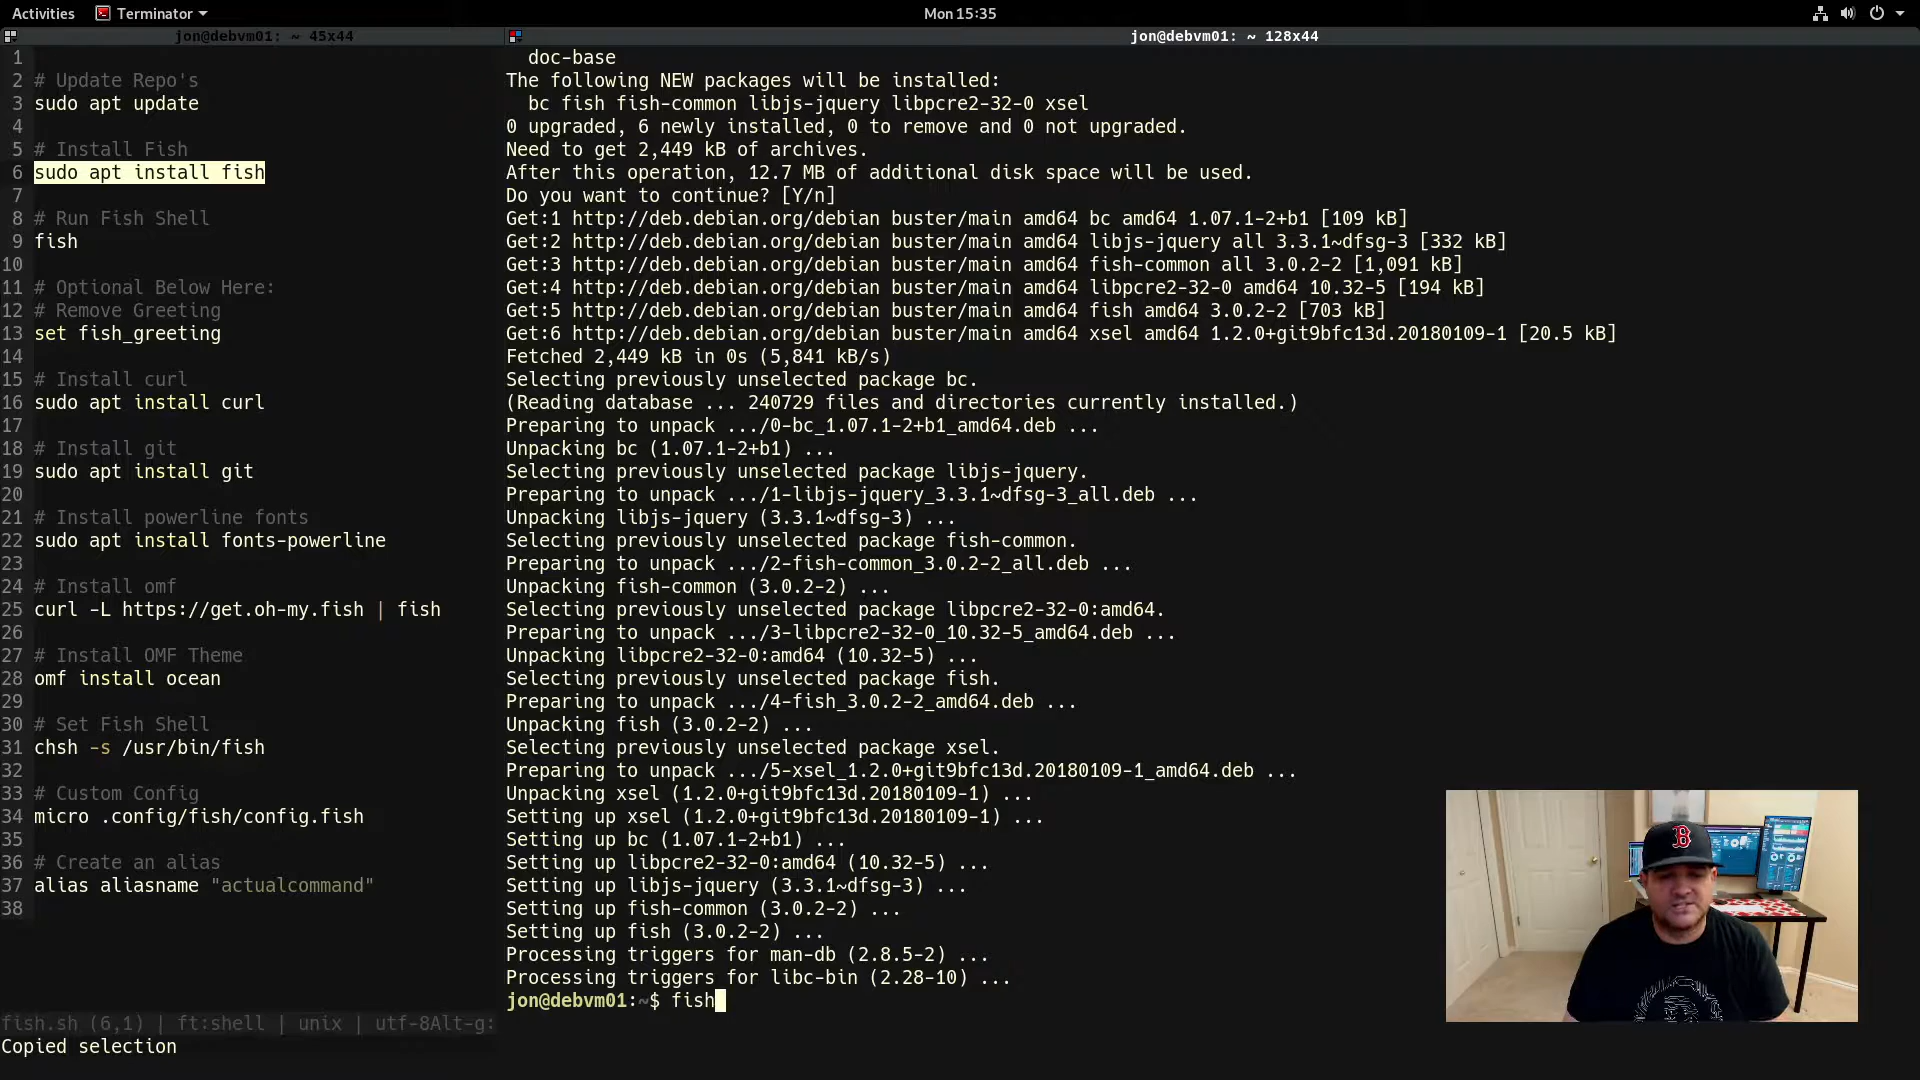 Activities Terminator Mon 15:35
jon@debvm01: ~ 45x44
jon@debvm01: ~ 128x44
1
2 # Update Repo's
3 sudo apt update
4
5 # Install Fish
6 sudo apt install fish
7
8 # Run Fish Shell
9 fish
10
11 # Optional Below Here:
12 # Remove Greeting
13 set fish_greeting
14
15 # Install curl
16 sudo apt install curl
17
18 # Install git
19 sudo apt install git
20
21 # Install powerline fonts
22 sudo apt install fonts-powerline
23
24 # Install omf
25 curl -L https://get.oh-my.fish | fish
26
27 # Install OMF Theme
28 omf install ocean
29
30 # Set Fish Shell
31 chsh -s /usr/bin/fish
32
33 # Custom Config
34 micro .config/fish/config.fish
35
36 # Create an alias
37 alias aliasname "actualcommand"
38
fish.sh (6,1) | ft:shell | unix | utf-8Alt-g:
Copied selection
doc-base
The following NEW packages will be installed:
bc fish fish-common libjs-jquery libpcre2-32-0 xsel
0 upgraded, 6 newly installed, 0 to remove and 0 not upgraded.
Need to get 2,449 kB of archives.
After this operation, 12.7 MB of additional disk space will be used.
Do you want to continue? [Y/n]
Get:1 http://deb.debian.org/debian buster/main amd64 bc amd64 1.07.1-2+b1 [109 kB]
Get:2 http://deb.debian.org/debian buster/main amd64 libjs-jquery all 3.3.1~dfsg-3 [332 kB]
Get:3 http://deb.debian.org/debian buster/main amd64 fish-common all 3.0.2-2 [1,091 kB]
Get:4 http://deb.debian.org/debian buster/main amd64 libpcre2-32-0 amd64 10.32-5 [194 kB]
Get:5 http://deb.debian.org/debian buster/main amd64 fish amd64 3.0.2-2 [703 kB]
Get:6 http://deb.debian.org/debian buster/main amd64 xsel amd64 1.2.0+git9bfc13d.20180109-1 [20.5 kB]
Fetched 2,449 kB in 0s (5,841 kB/s)
Selecting previously unselected package bc.
(Reading database ... 240729 files and directories currently installed.)
Preparing to unpack .../0-bc_1.07.1-2+b1_amd64.deb ...
Unpacking bc (1.07.1-2+b1) ...
Selecting previously unselected package libjs-jquery.
Preparing to unpack .../1-libjs-jquery_3.3.1~dfsg-3_all.deb ...
Unpacking libjs-jquery (3.3.1~dfsg-3) ...
Selecting previously unselected package fish-common.
Preparing to unpack .../2-fish-common_3.0.2-2_all.deb ...
Unpacking fish-common (3.0.2-2) ...
Selecting previously unselected package libpcre2-32-0:amd64.
Preparing to unpack .../3-libpcre2-32-0_10.32-5_amd64.deb ...
Unpacking libpcre2-32-0:amd64 (10.32-5) ...
Selecting previously unselected package fish.
Preparing to unpack .../4-fish_3.0.2-2_amd64.deb ...
Unpacking fish (3.0.2-2) ...
Selecting previously unselected package xsel.
Preparing to unpack .../5-xsel_1.2.0+git9bfc13d.20180109-1_amd64.deb ...
Unpacking xsel (1.2.0+git9bfc13d.20180109-1) ...
Setting up xsel (1.2.0+git9bfc13d.20180109-1) ...
Setting up bc (1.07.1-2+b1) ...
Setting up libpcre2-32-0:amd64 (10.32-5) ...
Setting up libjs-jquery (3.3.1~dfsg-3) ...
Setting up fish-common (3.0.2-2) ...
Setting up fish (3.0.2-2) ...
Processing triggers for man-db (2.8.5-2) ...
Processing triggers for libc-bin (2.28-10) ...
jon@debvm01:~$ fish
B